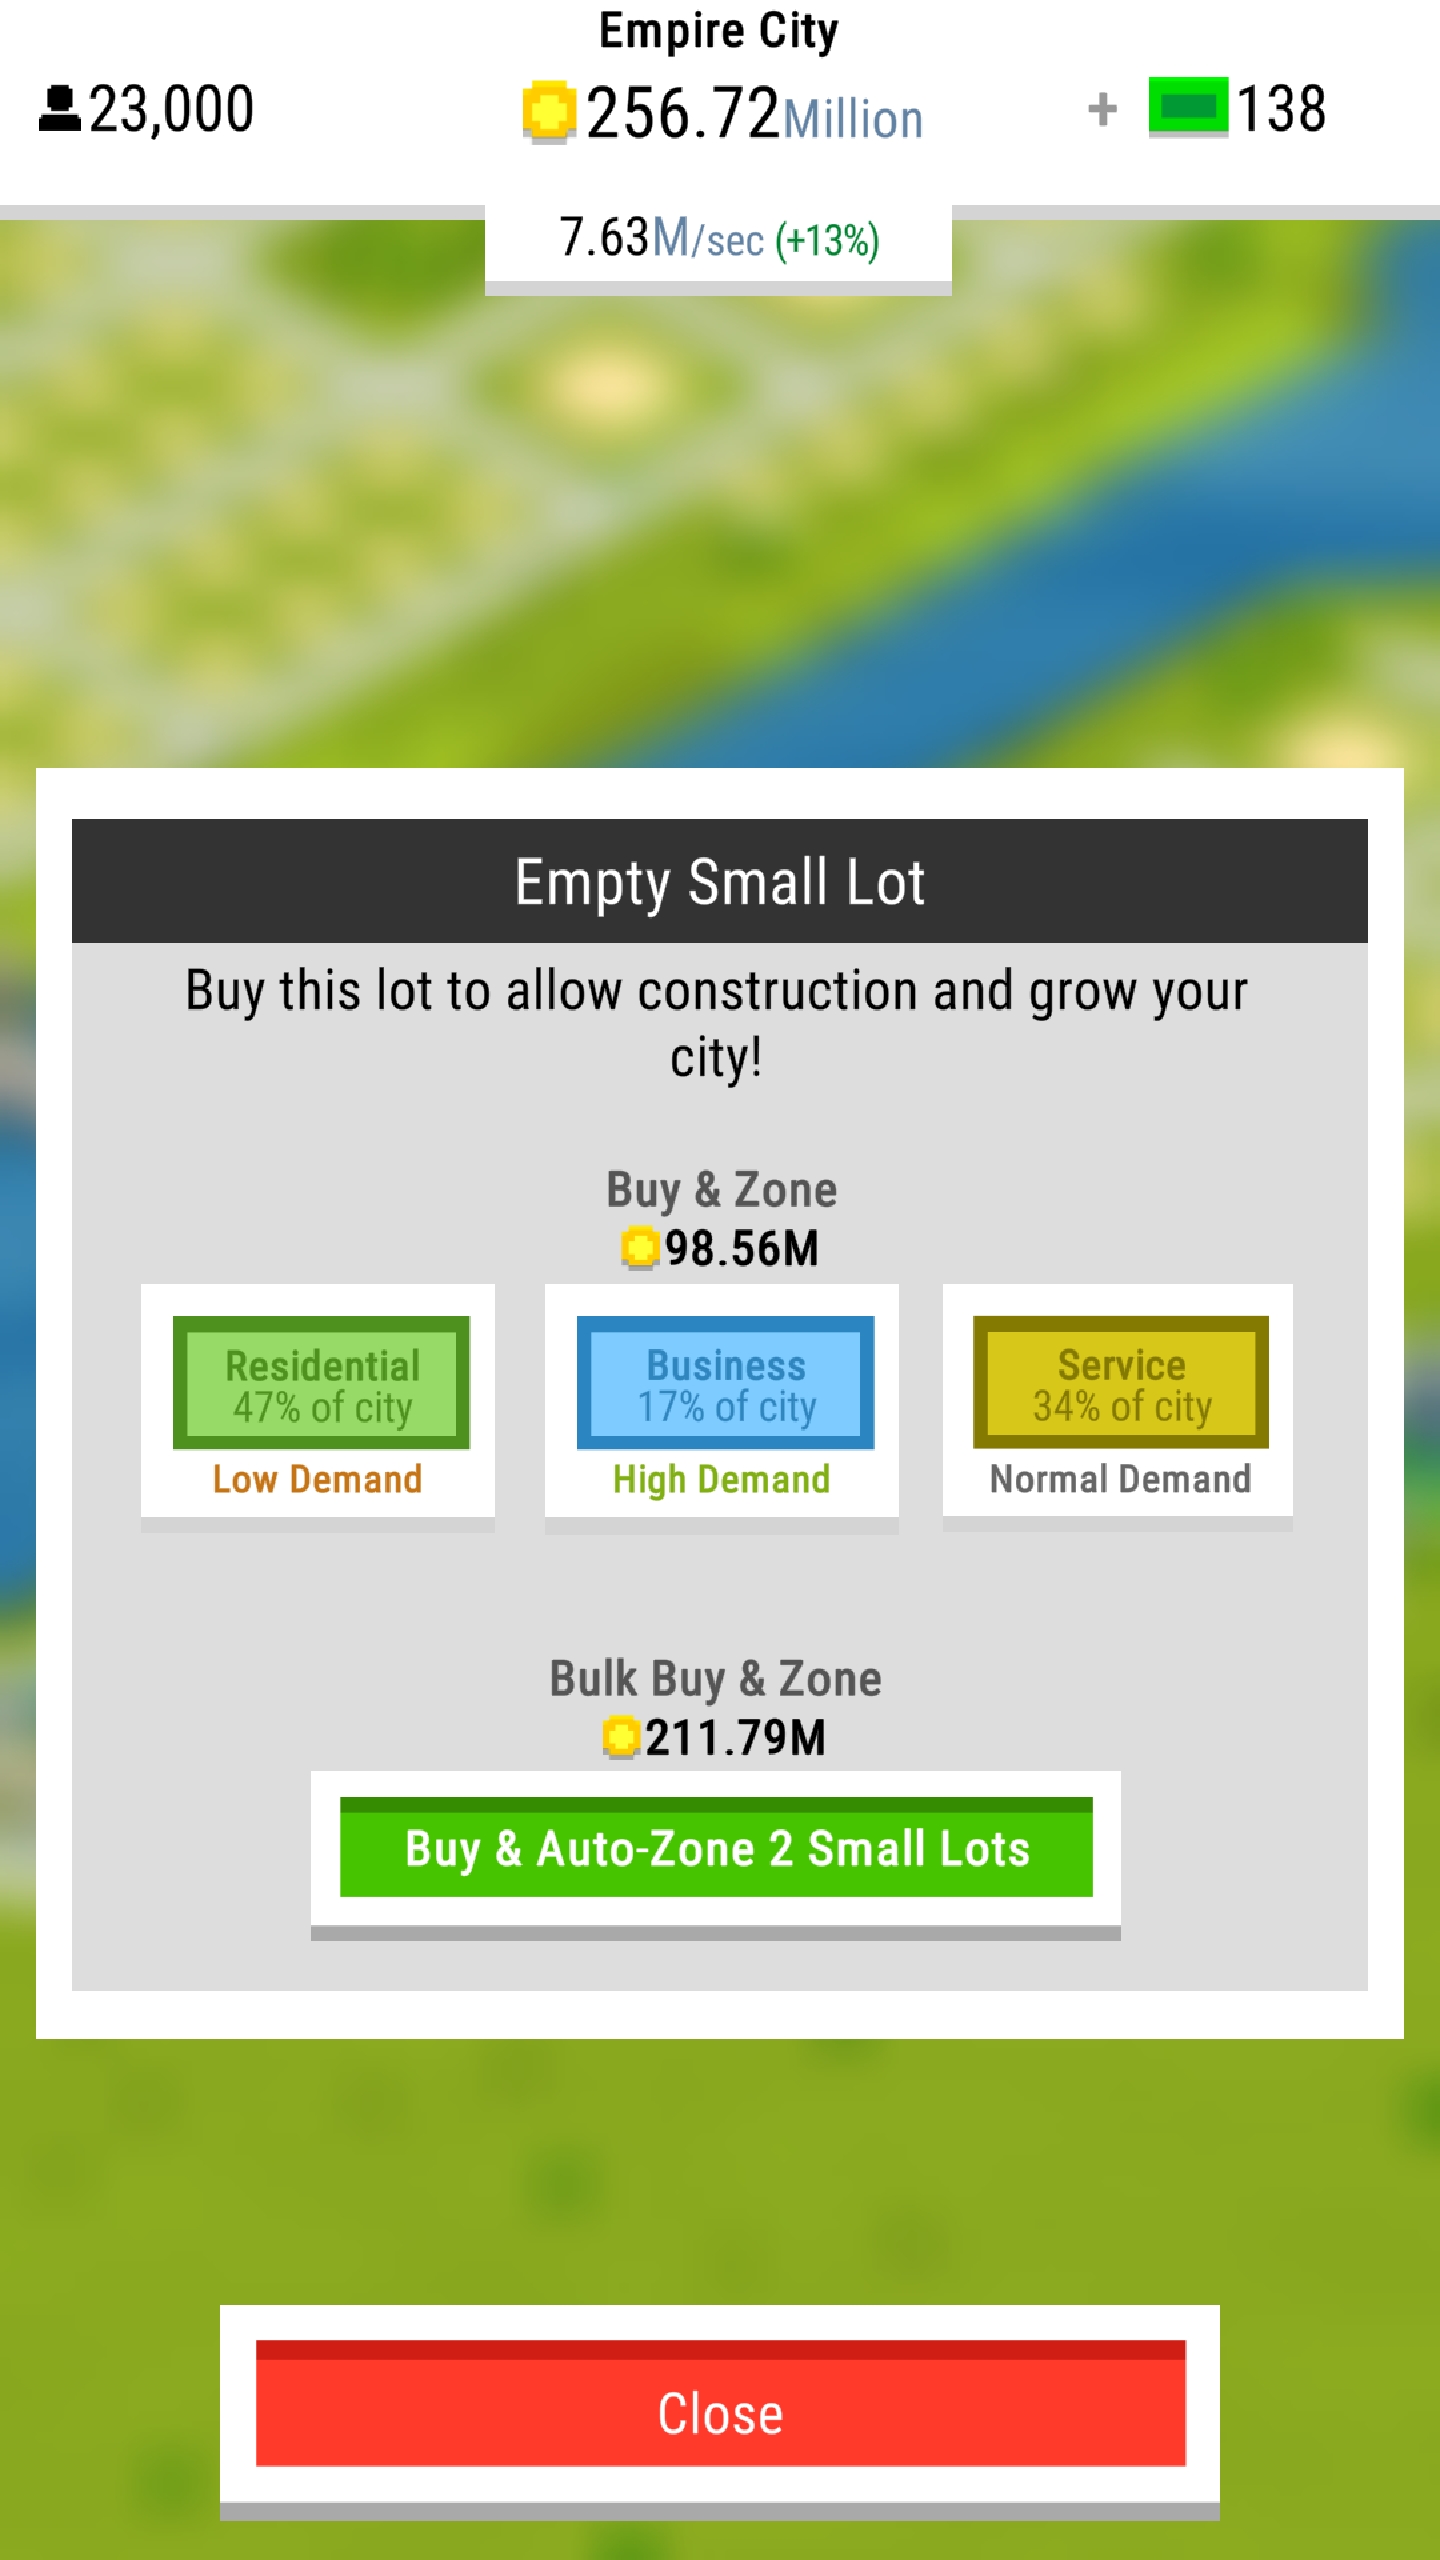 Empire City
23,000
256.72Million
+ 138
7.63M/sec (+13%)
Empty Small Lot
Buy this lot to allow construction and grow your
city!
Buy & Zone
98.56M
Residential
47% of city
Low Demand
Business
17% of city
High Demand
Service
34% of city
Normal Demand
Bulk Buy & Zone
211.79M
Buy & Auto-Zone 2 Small Lots
Close